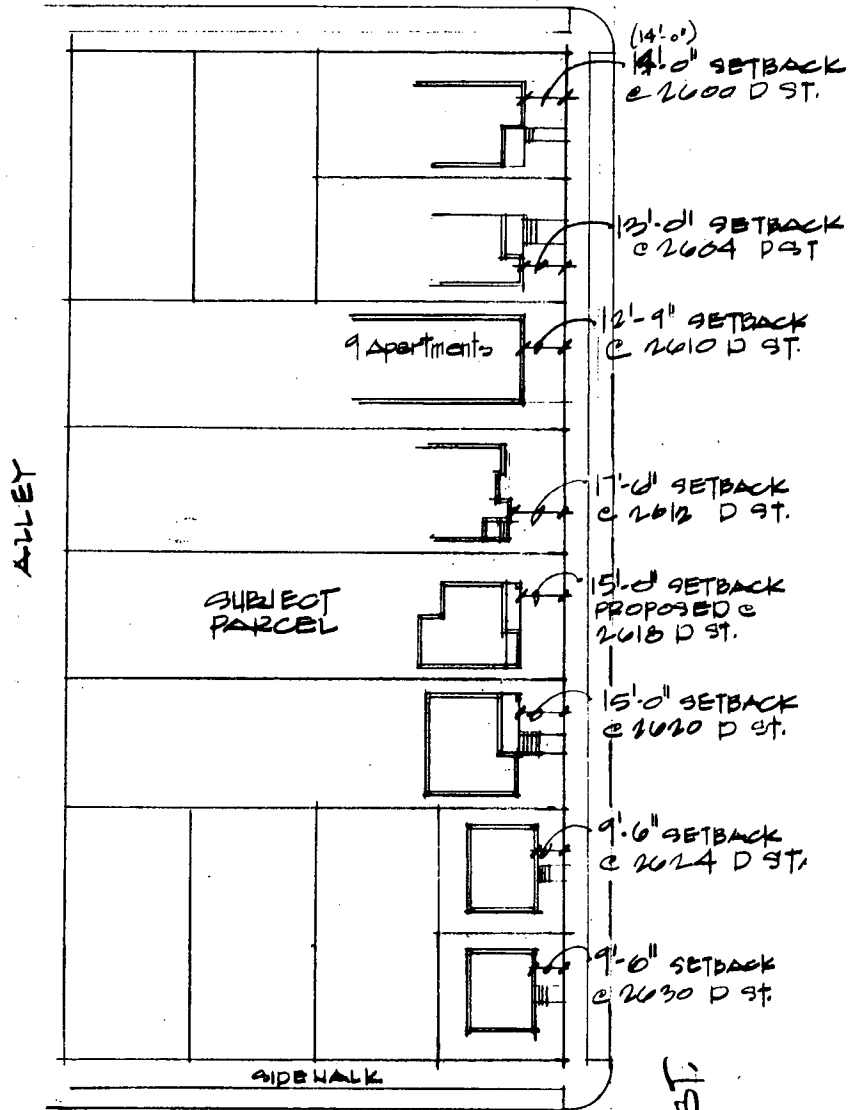 (14'-0")
14'-0" SETBACK
@ 2600 D ST.
13'-0" SETBACK
@ 2604 D ST
12'-9" SETBACK
@ 2610 D ST.
9 Apartments
17'-6" SETBACK
@ 2612 D ST.
ALLEY
15'-0" SETBACK
PROPOSED @
2618 D ST.
SUBJECT
PARCEL
15'-0" SETBACK
@ 2620 D ST.
9'-6" SETBACK
@ 2624 D ST.
9'-6" SETBACK
@ 2630 D ST.
SIDEWALK
ST.